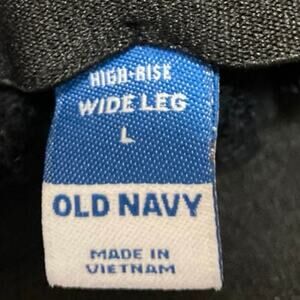 HIGH-RISE
WIDE LEG
L
OLD NAVY
MADE IN
VIETNAM